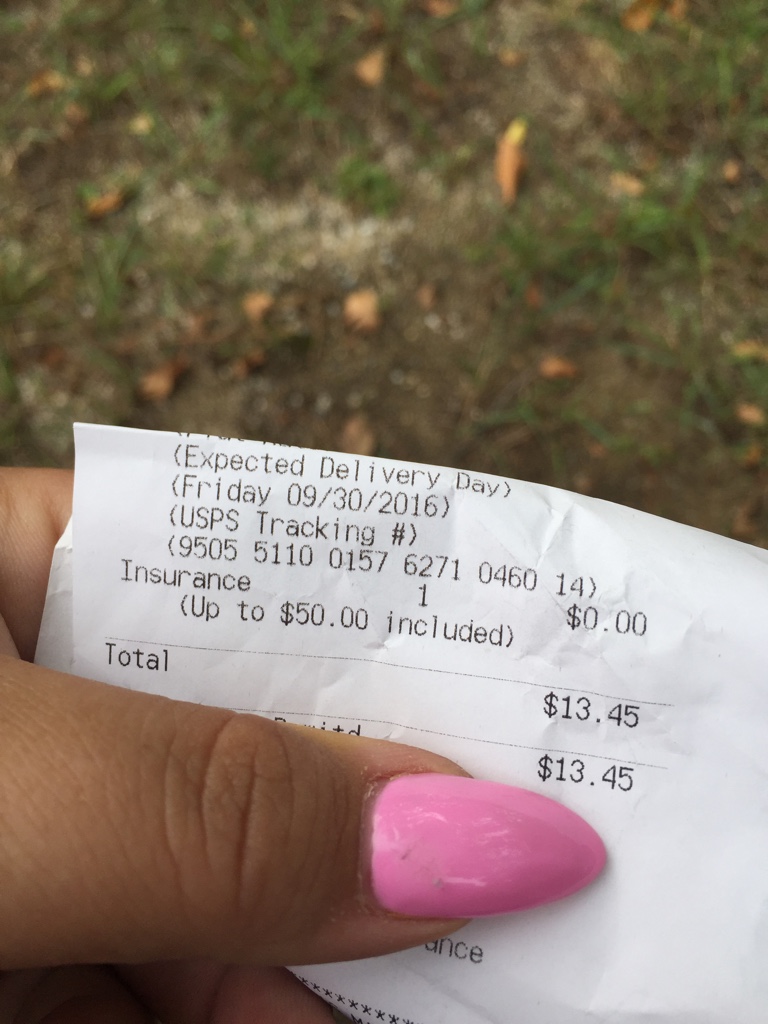 (Expected Delivery Day)
(Friday 09/30/2016)
(USPS Tracking #)
(9505 5110 0157 6271 0460 14)
Insurance 1 $0.00
(Up to $50.00 included)
Total $13.45
$13.45